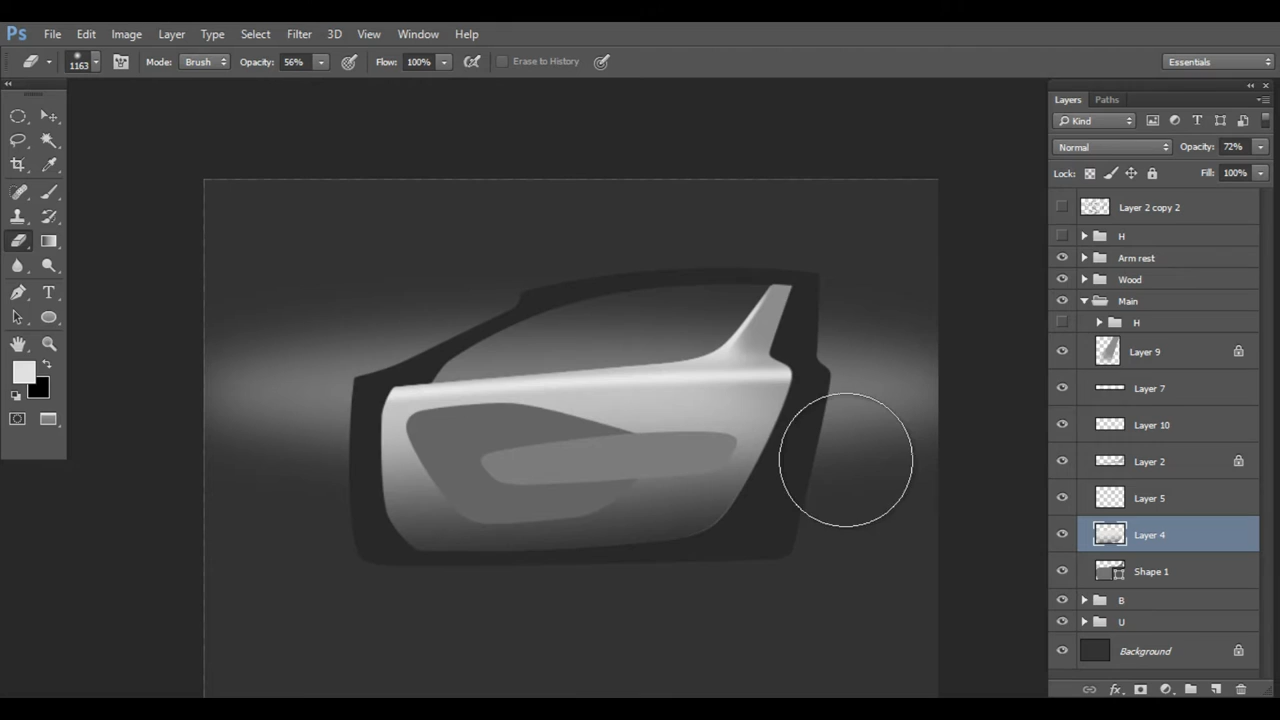 Ps File Edit Image Layer Type Select Filter 3D View Window Help
1163 Mode: Brush Opacity: 56% Flow: 100% Erase to History Essentials
Layers Paths
Kind T
Normal Opacity: 72%
Lock: Fill: 100%
Layer 2 copy 2
H
Arm rest
Wood
Main
H
Layer 9
Layer 7
Layer 10
Layer 2
Layer 5
Layer 4
Shape 1
B
U
Background
T
fx